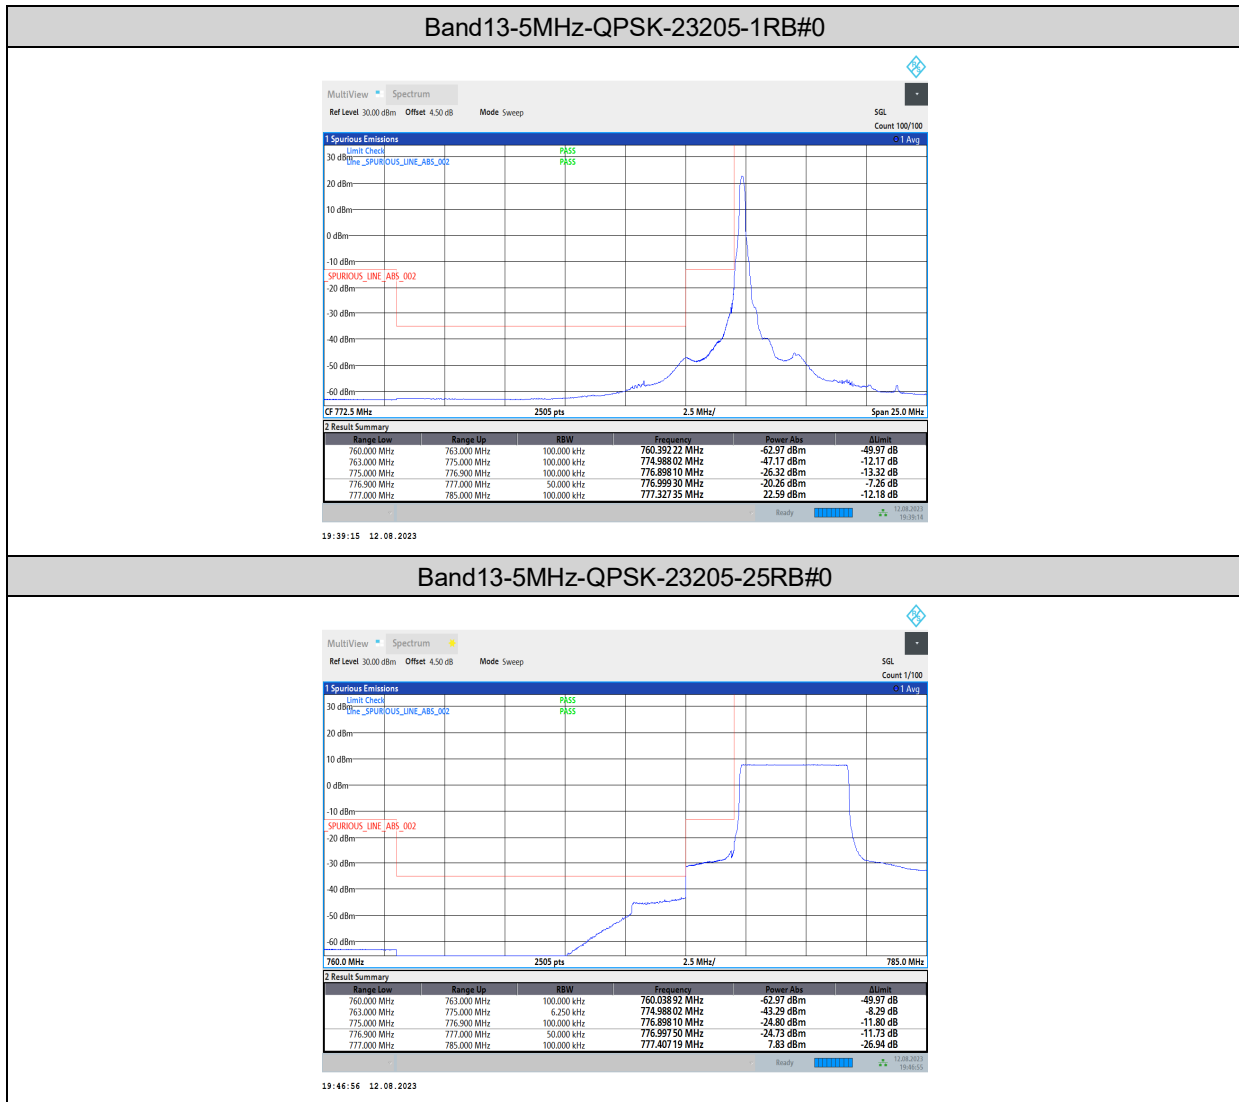 Band13-5MHz-QPSK-23205-1RB#0
MultiView Spectrum
Ref Level 30.00 dBm Offset 4.50 dB Mode Sweep SGL
Count 100/100
1 Spurious Emissions 1 Avg
Limit Check PASS
30 dBm
Line _SPURIOUS_LINE_ABS_002 PASS
20 dBm
10 dBm
0 dBm
-10 dBm
_SPURIOUS_LINE_ABS_002
-20 dBm
-30 dBm
-40 dBm
-50 dBm
-60 dBm
CF 772.5 MHz 2505 pts 2.5 MHz/ Span 25.0 MHz
2 Result Summary
Range Low Range Up RBW Frequency Power Abs ΔLimit
760.000 MHz 763.000 MHz 100.000 kHz 760.392 22 MHz -62.97 dBm -49.97 dB
763.000 MHz 775.000 MHz 100.000 kHz 774.988 02 MHz -47.17 dBm -12.17 dB
775.000 MHz 776.900 MHz 100.000 kHz 776.898 10 MHz -26.32 dBm -13.32 dB
776.900 MHz 777.000 MHz 50.000 kHz 776.999 30 MHz -20.26 dBm -7.26 dB
777.000 MHz 785.000 MHz 100.000 kHz 777.327 35 MHz 22.59 dBm -12.18 dB
Ready 12.08.2023
19:39:14
19:39:15 12.08.2023
Band13-5MHz-QPSK-23205-25RB#0
MultiView Spectrum
Ref Level 30.00 dBm Offset 4.50 dB Mode Sweep SGL
Count 1/100
1 Spurious Emissions 1 Avg
Limit Check PASS
30 dBm
Line _SPURIOUS_LINE_ABS_002 PASS
20 dBm
10 dBm
0 dBm
-10 dBm
_SPURIOUS_LINE_ABS_002
-20 dBm
-30 dBm
-40 dBm
-50 dBm
-60 dBm
760.0 MHz 2505 pts 2.5 MHz/ 785.0 MHz
2 Result Summary
Range Low Range Up RBW Frequency Power Abs ΔLimit
760.000 MHz 763.000 MHz 100.000 kHz 760.038 92 MHz -62.97 dBm -49.97 dB
763.000 MHz 775.000 MHz 6.250 kHz 774.988 02 MHz -43.29 dBm -8.29 dB
775.000 MHz 776.900 MHz 100.000 kHz 776.898 10 MHz -24.80 dBm -11.80 dB
776.900 MHz 777.000 MHz 50.000 kHz 776.997 50 MHz -24.73 dBm -11.73 dB
777.000 MHz 785.000 MHz 100.000 kHz 777.407 19 MHz 7.83 dBm -26.94 dB
Ready 12.08.2023
19:46:55
19:46:56 12.08.2023